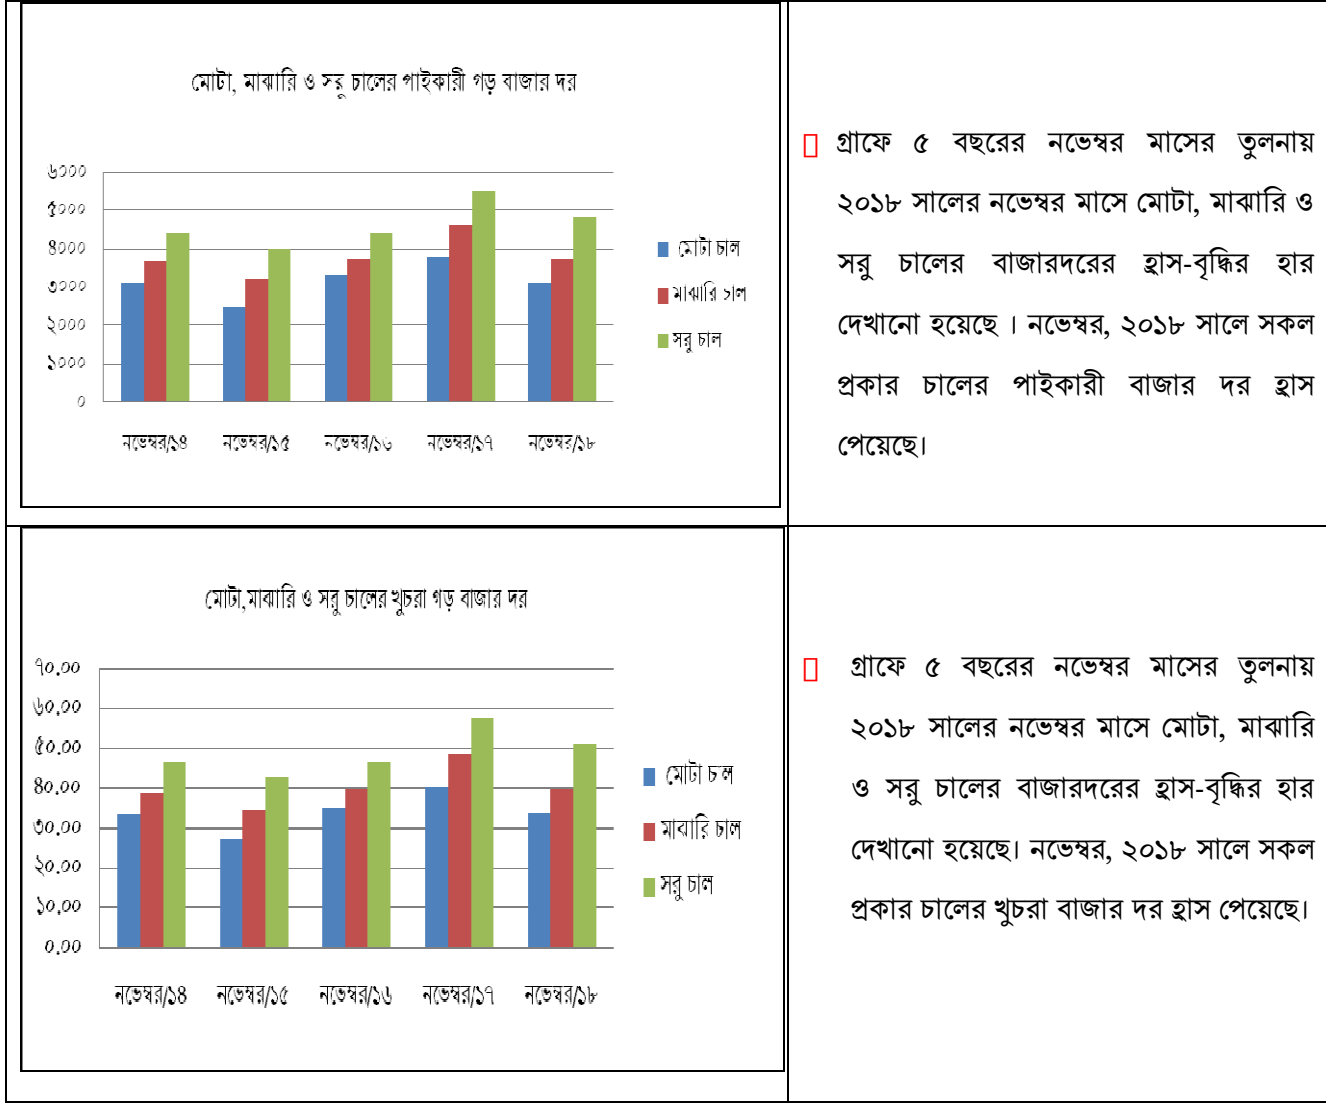 মোটা, মাঝারি ও সরু চালের পাইকারী গড় বাজার দর
৬০০০
৫০০০
৪০০০
৩০০০
২০০০
১০০০
০
নভেম্বর/১৪ নভেম্বর/১৫ নভেম্বর/১৬ নভেম্বর/১৭ নভেম্বর/১৮
মোটা চাল
মাঝারি চাল
সরু চাল
গ্রাফে ৫ বছরের নভেম্বর মাসের তুলনায়
২০১৮ সালের নভেম্বর মাসে মোটা, মাঝারি ও
সরু চালের বাজারদরের হ্রাস-বৃদ্ধির হার
দেখানো হয়েছে । নভেম্বর, ২০১৮ সালে সকল
প্রকার চালের পাইকারী বাজার দর হ্রাস
পেয়েছে।
মোটা,মাঝারি ও সরু চালের খুচরা গড় বাজার দর
৭০.০০
৬০.০০
৫০.০০
৪০.০০
৩০.০০
২০.০০
১০.০০
০.০০
নভেম্বর/১৪ নভেম্বর/১৫ নভেম্বর/১৬ নভেম্বর/১৭ নভেম্বর/১৮
মোটা চাল
মাঝারি চাল
সরু চাল
গ্রাফে ৫ বছরের নভেম্বর মাসের তুলনায়
২০১৮ সালের নভেম্বর মাসে মোটা, মাঝারি
ও সরু চালের বাজারদরের হ্রাস-বৃদ্ধির হার
দেখানো হয়েছে। নভেম্বর, ২০১৮ সালে সকল
প্রকার চালের খুচরা বাজার দর হ্রাস পেয়েছে।